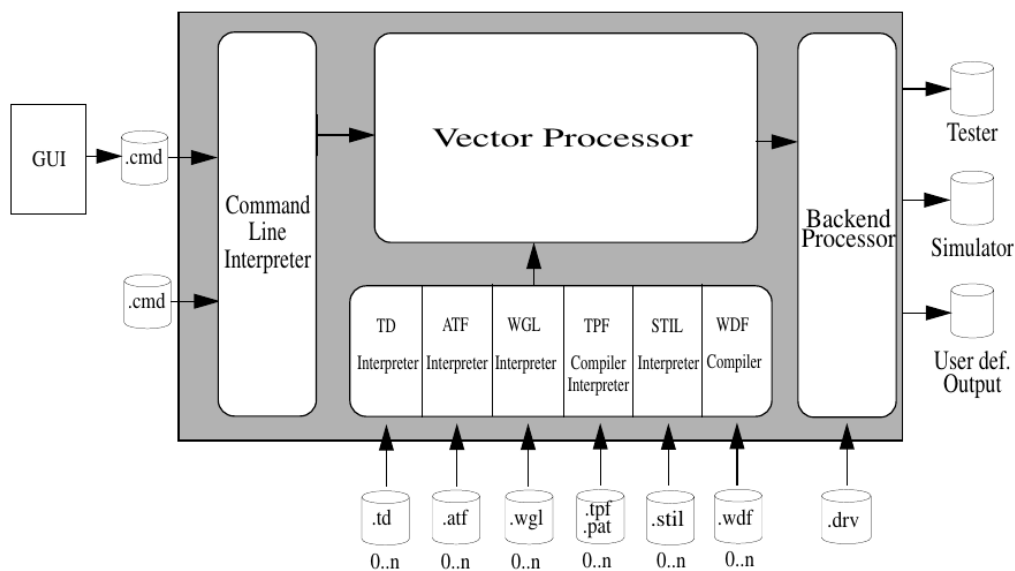 Vector Processor
Tester
GUI
.cmd
Command
Line
Interpreter
Backend
Processor
Simulator
.cmd
TD
Interpreter
ATF
Interpreter
WGL
Interpreter
TPF
Compiler
Interpreter
STIL
Interpreter
WDF
Compiler
User def.
Output
.td
.atf
.wgl
.tpf
.pat
.stil
.wdf
.drv
0..n
0..n
0..n
0..n
0..n
0..n